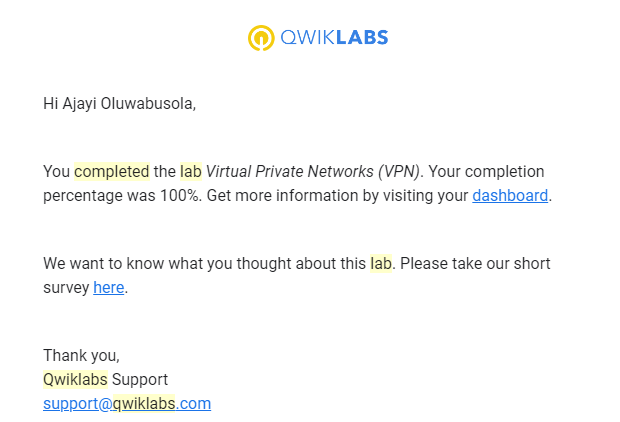 QWIKLABS
Hi Ajayi Oluwabusola,
You completed the lab Virtual Private Networks (VPN). Your completion
percentage was 100%. Get more information by visiting your dashboard.
We want to know what you thought about this lab. Please take our short
survey here.
Thank you,
Qwiklabs Support
support@qwiklabs.com